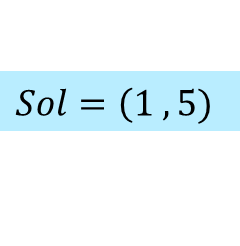 Sol = (1 , 5)